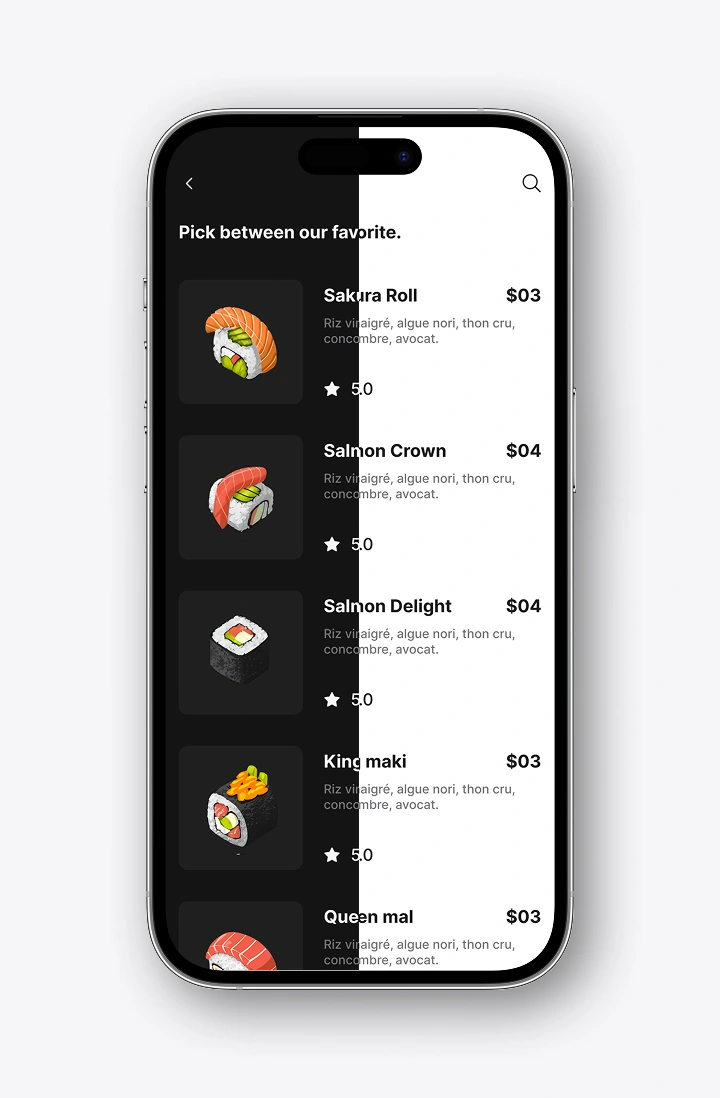 Pick between our favorite.
Sakura Roll $03
Riz vinaigré, algue nori, thon cru,
concombre, avocat.
5.0
Salmon Crown $04
Riz vinaigré, algue nori, thon cru,
concombre, avocat.
5.0
Salmon Delight $04
Riz vinaigré, algue nori, thon cru,
concombre, avocat.
5.0
King maki $03
Riz vinaigré, algue nori, thon cru,
concombre, avocat.
5.0
Queen mal $03
Riz vinaigré, algue nori, thon cru,
concombre, avocat.